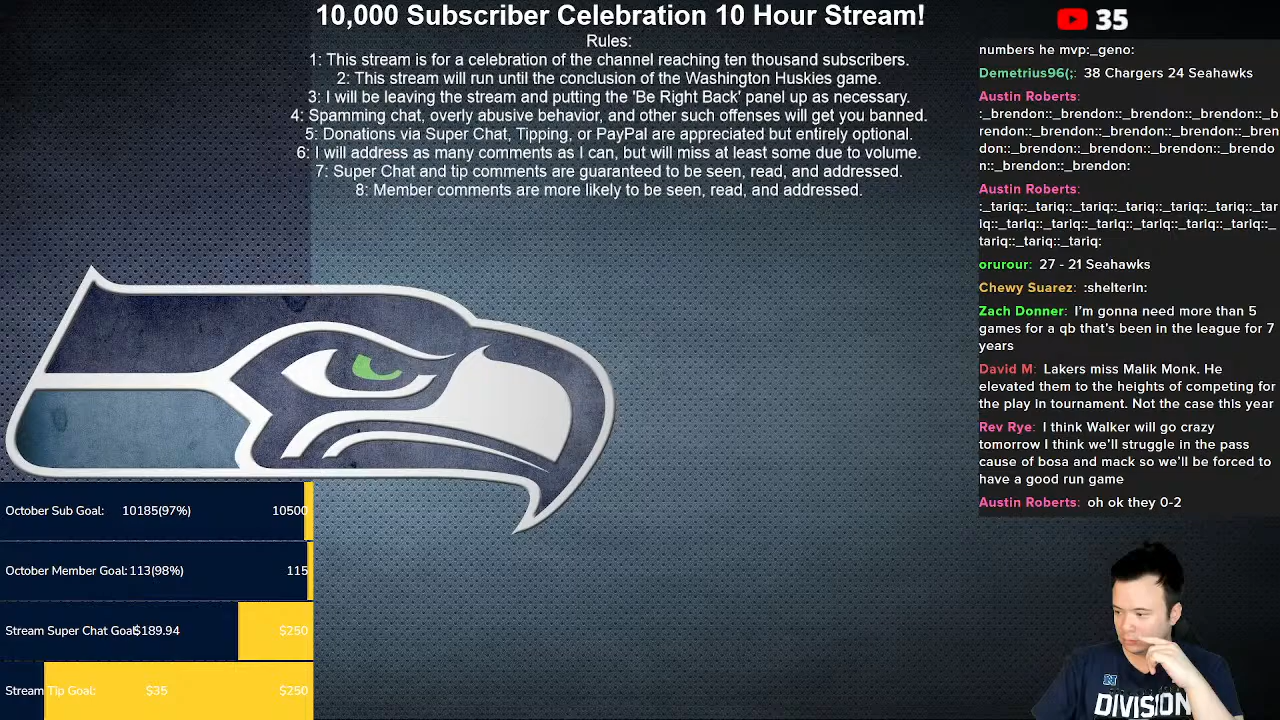 10,000 Subscriber Celebration 10 Hour Stream!
Rules:
1: This stream is for a celebration of the channel reaching ten thousand subscribers.
2: This stream will run until the conclusion of the Washington Huskies game.
3: I will be leaving the stream and putting the 'Be Right Back' panel up as necessary.
4: Spamming chat, overly abusive behavior, and other such offenses will get you banned.
5: Donations via Super Chat, Tipping, or PayPal are appreciated but entirely optional.
6: I will address as many comments as I can, but will miss at least some due to volume.
7: Super Chat and tip comments are guaranteed to be seen, read, and addressed.
8: Member comments are more likely to be seen, read, and addressed.
35
numbers he mvp:_geno:
Demetrius96(;: 38 Chargers 24 Seahawks
Austin Roberts:
:_brendon::_brendon::_brendon::_brendon::_b
rendon::_brendon::_brendon::_brendon::_bren
don::_brendon::_brendon::_brendon::_brendo
n::_brendon:
Austin Roberts:
:_tariq::_tariq::_tariq::_tariq::_tariq::_tariq::_tar
iq::_tariq::_tariq::_tariq::_tariq::_tariq::_tariq::_
tariq::_tariq::_tariq:
orurour: 27 - 21 Seahawks
Chewy Suarez: :shelterIn:
Zach Donner: I'm gonna need more than 5
games for a qb that's been in the league for 7
years
David M: Lakers miss Malik Monk. He
elevated them to the heights of competing for
the play In tournament. Not the case this year
Rev Rye: I think Walker will go crazy
tomorrow I think we'll struggle in the pass
cause of bosa and mack so we'll be forced to
have a good run game
Austin Roberts: oh ok they 0-2
October Sub Goal: 10185(97%) 10500
October Member Goal: 113(98%) 115
Stream Super Chat Goal: $189.94 $250
Stream Tip Goal: $35 $250
DIVISION